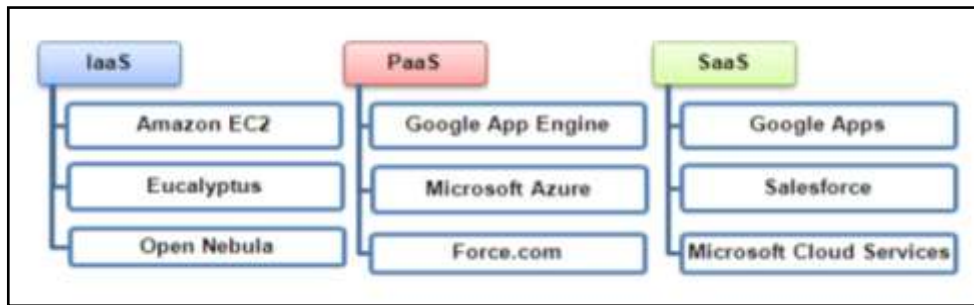 IaaS
Amazon EC2
Eucalyptus
Open Nebula
PaaS
Google App Engine
Microsoft Azure
Force.com
SaaS
Google Apps
Salesforce
Microsoft Cloud Services